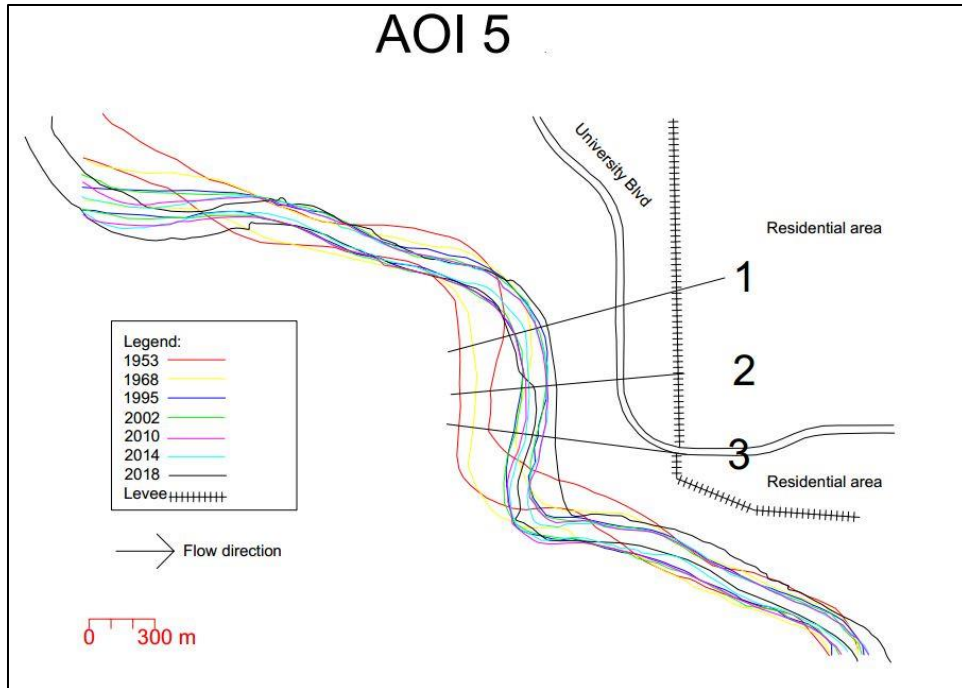 AOI 5
University Blvd
Residential area
1
2
3
Residential area
Legend:
1953
1968
1995
2002
2010
2014
2018
Levee
Flow direction
0 300 m